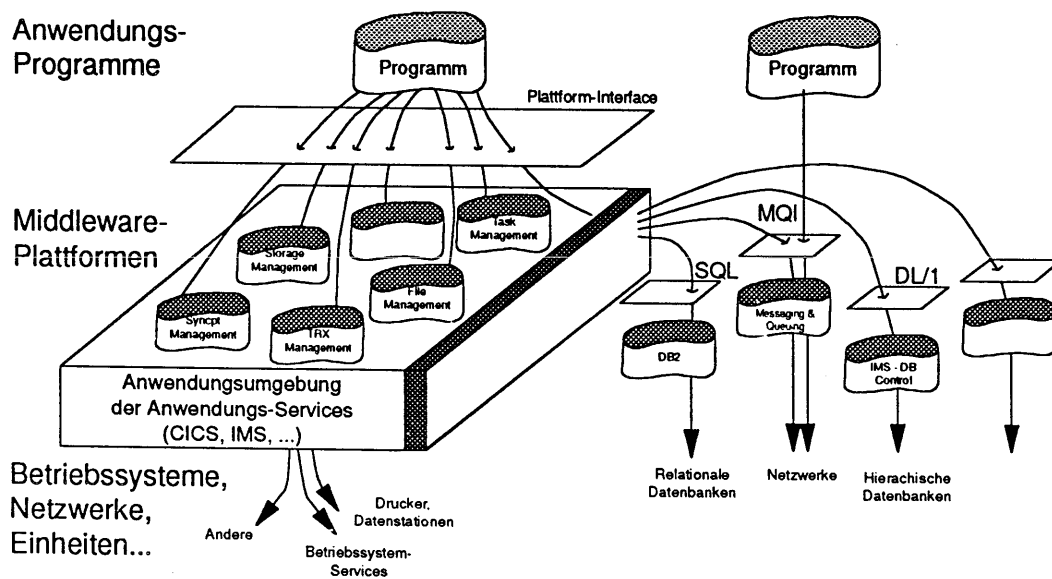 Anwendungs-
Programme
Programm
Programm
Plattform-Interface
Middleware-
Plattformen
Task
Management
Storage
Management
File
Management
Syncpt
Management
TRX
Management
MQI
SQL
DL/1
Messaging &
Queuing
DB2
IMS - DB
Control
Anwendungsumgebung
der Anwendungs-Services
(CICS, IMS, ...)
Betriebssysteme,
Netzwerke,
Einheiten...
Andere
Drucker,
Datenstationen
Betriebssystem-
Services
Relationale
Datenbanken
Netzwerke
Hierachische
Datenbanken